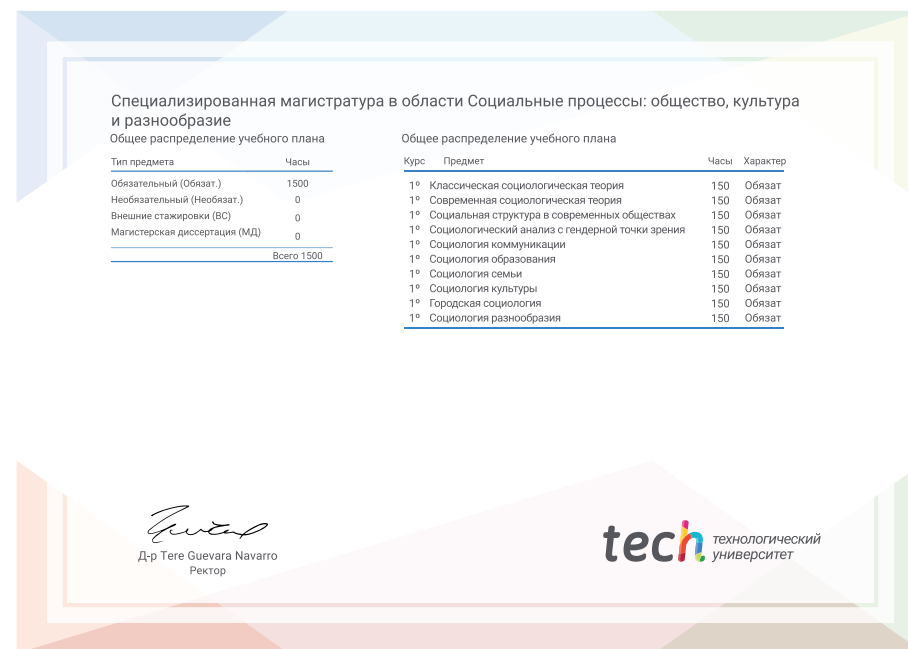 Специализированная магистратура в области Социальные процессы: общество, культура
и разнообразие
Общее распределение учебного плана
Тип предмета Часы
Обязательный (Обязат.) 1500
Необязательный (Необязат.) 0
Внешние стажировки (ВС) 0
Магистерская диссертация (МД) 0
Всего 1500
Общее распределение учебного плана
Курс Предмет Часы Характер
1º Классическая социологическая теория 150 Обязат
1º Современная социологическая теория 150 Обязат
1º Социальная структура в современных обществах 150 Обязат
1º Социологический анализ с гендерной точки зрения 150 Обязат
1º Социология коммуникации 150 Обязат
1º Социология образования 150 Обязат
1º Социология семьи 150 Обязат
1º Социология культуры 150 Обязат
1º Городская социология 150 Обязат
1º Социология разнообразия 150 Обязат
Д-р Tere Guevara Navarro
Ректор
tech технологический
университет